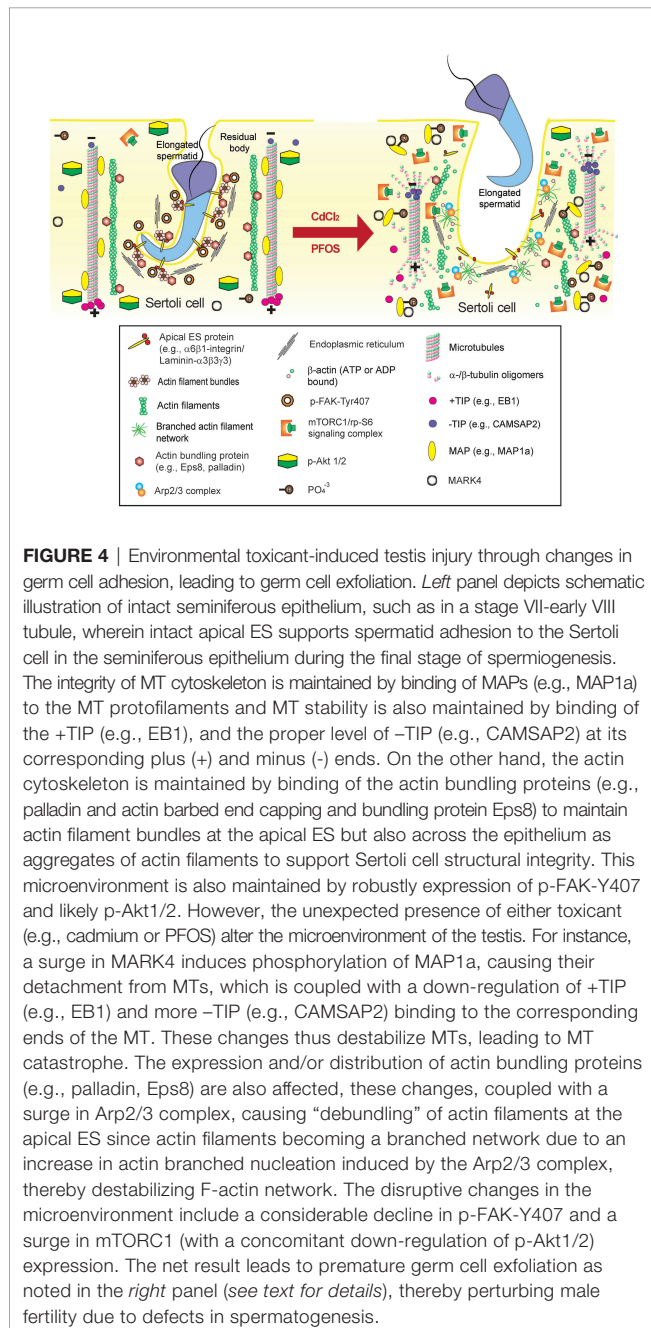 Elongated
spermatid
Residual
body
Elongated
spermatid
CdCl₂
PFOS
Sertoli cell
Sertoli cell
− − − −
+ + + +
Apical ES protein
(e.g., α6β1-integrin/
Laminin-α3β3γ3)
Actin filament bundles
Actin filaments
Branched actin filament
network
Actin bundling protein
(e.g., Eps8, palladin)
Arp2/3 complex
Endoplasmic reticulum
β-actin (ATP or ADP
bound)
p-FAK-Tyr407
mTORC1/rp-S6
signaling complex
p-Akt 1/2
PO₄⁻³
Microtubules
α-/β-tubulin oligomers
+TIP (e.g., EB1)
-TIP (e.g., CAMSAP2)
MAP (e.g., MAP1a)
MARK4
FIGURE 4 | Environmental toxicant-induced testis injury through changes in
germ cell adhesion, leading to germ cell exfoliation. Left panel depicts schematic
illustration of intact seminiferous epithelium, such as in a stage VII-early VIII
tubule, wherein intact apical ES supports spermatid adhesion to the Sertoli
cell in the seminiferous epithelium during the final stage of spermiogenesis.
The integrity of MT cytoskeleton is maintained by binding of MAPs (e.g., MAP1a)
to the MT protofilaments and MT stability is also maintained by binding of
the +TIP (e.g., EB1), and the proper level of –TIP (e.g., CAMSAP2) at its
corresponding plus (+) and minus (-) ends. On the other hand, the actin
cytoskeleton is maintained by binding of the actin bundling proteins (e.g.,
palladin and actin barbed end capping and bundling protein Eps8) to maintain
actin filament bundles at the apical ES but also across the epithelium as
aggregates of actin filaments to support Sertoli cell structural integrity. This
microenvironment is also maintained by robustly expression of p-FAK-Y407
and likely p-Akt1/2. However, the unexpected presence of either toxicant
(e.g., cadmium or PFOS) alter the microenvironment of the testis. For instance,
a surge in MARK4 induces phosphorylation of MAP1a, causing their
detachment from MTs, which is coupled with a down-regulation of +TIP
(e.g., EB1) and more –TIP (e.g., CAMSAP2) binding to the corresponding
ends of the MT. These changes thus destabilize MTs, leading to MT
catastrophe. The expression and/or distribution of actin bundling proteins
(e.g., palladin, Eps8) are also affected, these changes, coupled with a
surge in Arp2/3 complex, causing “debundling” of actin filaments at the
apical ES since actin filaments becoming a branched network due to an
increase in actin branched nucleation induced by the Arp2/3 complex,
thereby destabilizing F-actin network. The disruptive changes in the
microenvironment include a considerable decline in p-FAK-Y407 and a
surge in mTORC1 (with a concomitant down-regulation of p-Akt1/2)
expression. The net result leads to premature germ cell exfoliation as
noted in the right panel (see text for details), thereby perturbing male
fertility due to defects in spermatogenesis.